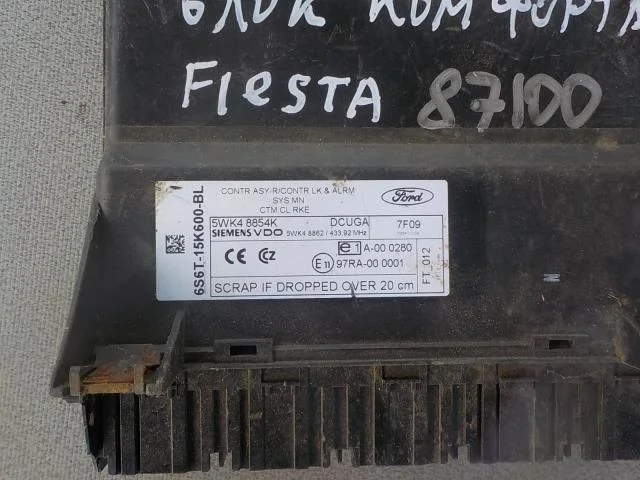 БЛОК КОМФОРТА
FIESTA 87100
CONTR ASY-R/CONTR LK & ALRM
SYS MN
CTM CL RKE
Ford
5WK4 8854K DCUGA 7F09
SIEMENS VDO 5WK4 8862 / 433.92 MHz
CE CZ e1 A-00 0280
E11 97RA-00 0001
FT_012
SCRAP IF DROPPED OVER 20 cm
6S6T-15K600-BL